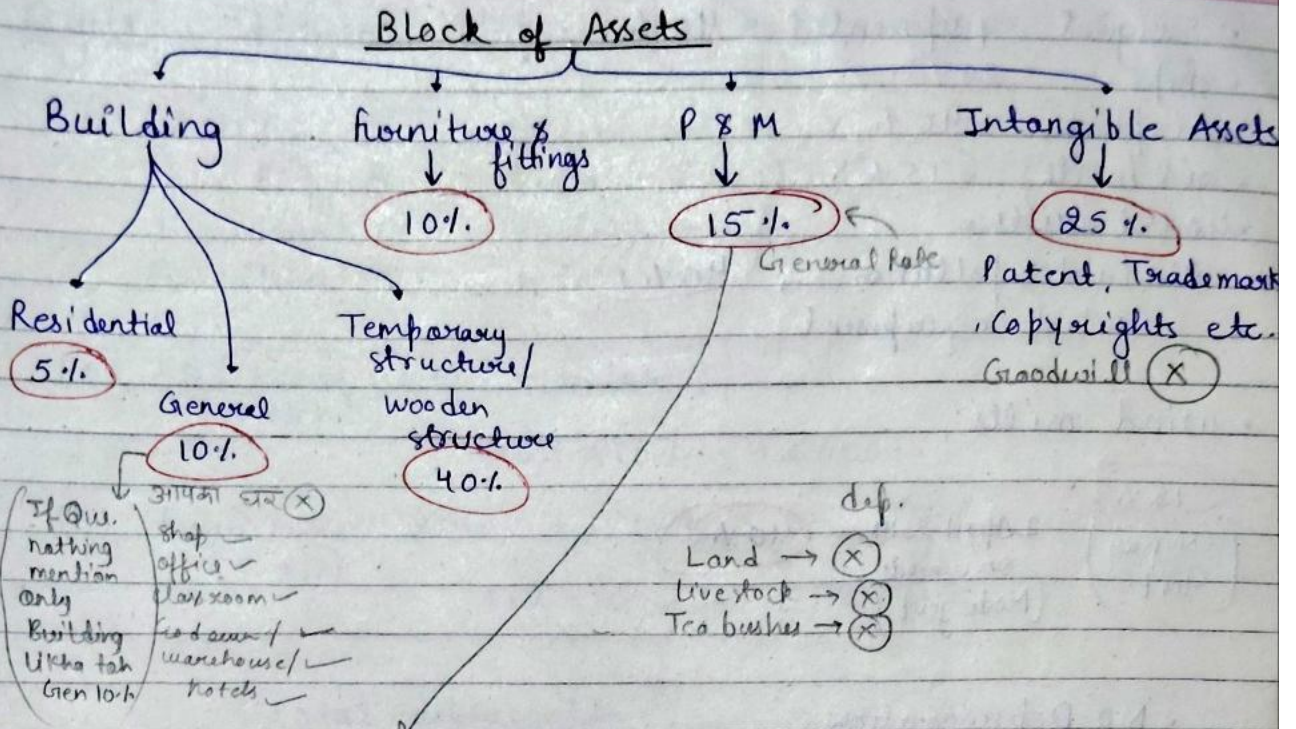 Block of Assets
Building
furniture &
fittings
P & M
Intangible Assets
10%.
15%.
General Rate
25%.
Patent, Trademark
, Copyrights etc.
Goodwill X
Residential
5%.
General
10%.
Temporary
structure/
wooden
structure
40%.
आपका घर X
If Que.
nothing
mention
Only
Building
likha toh
Gen 10%
shop
office
classroom
warehouse/
hotels
dep.
Land → X
Livestock → X
Tea bushes → X